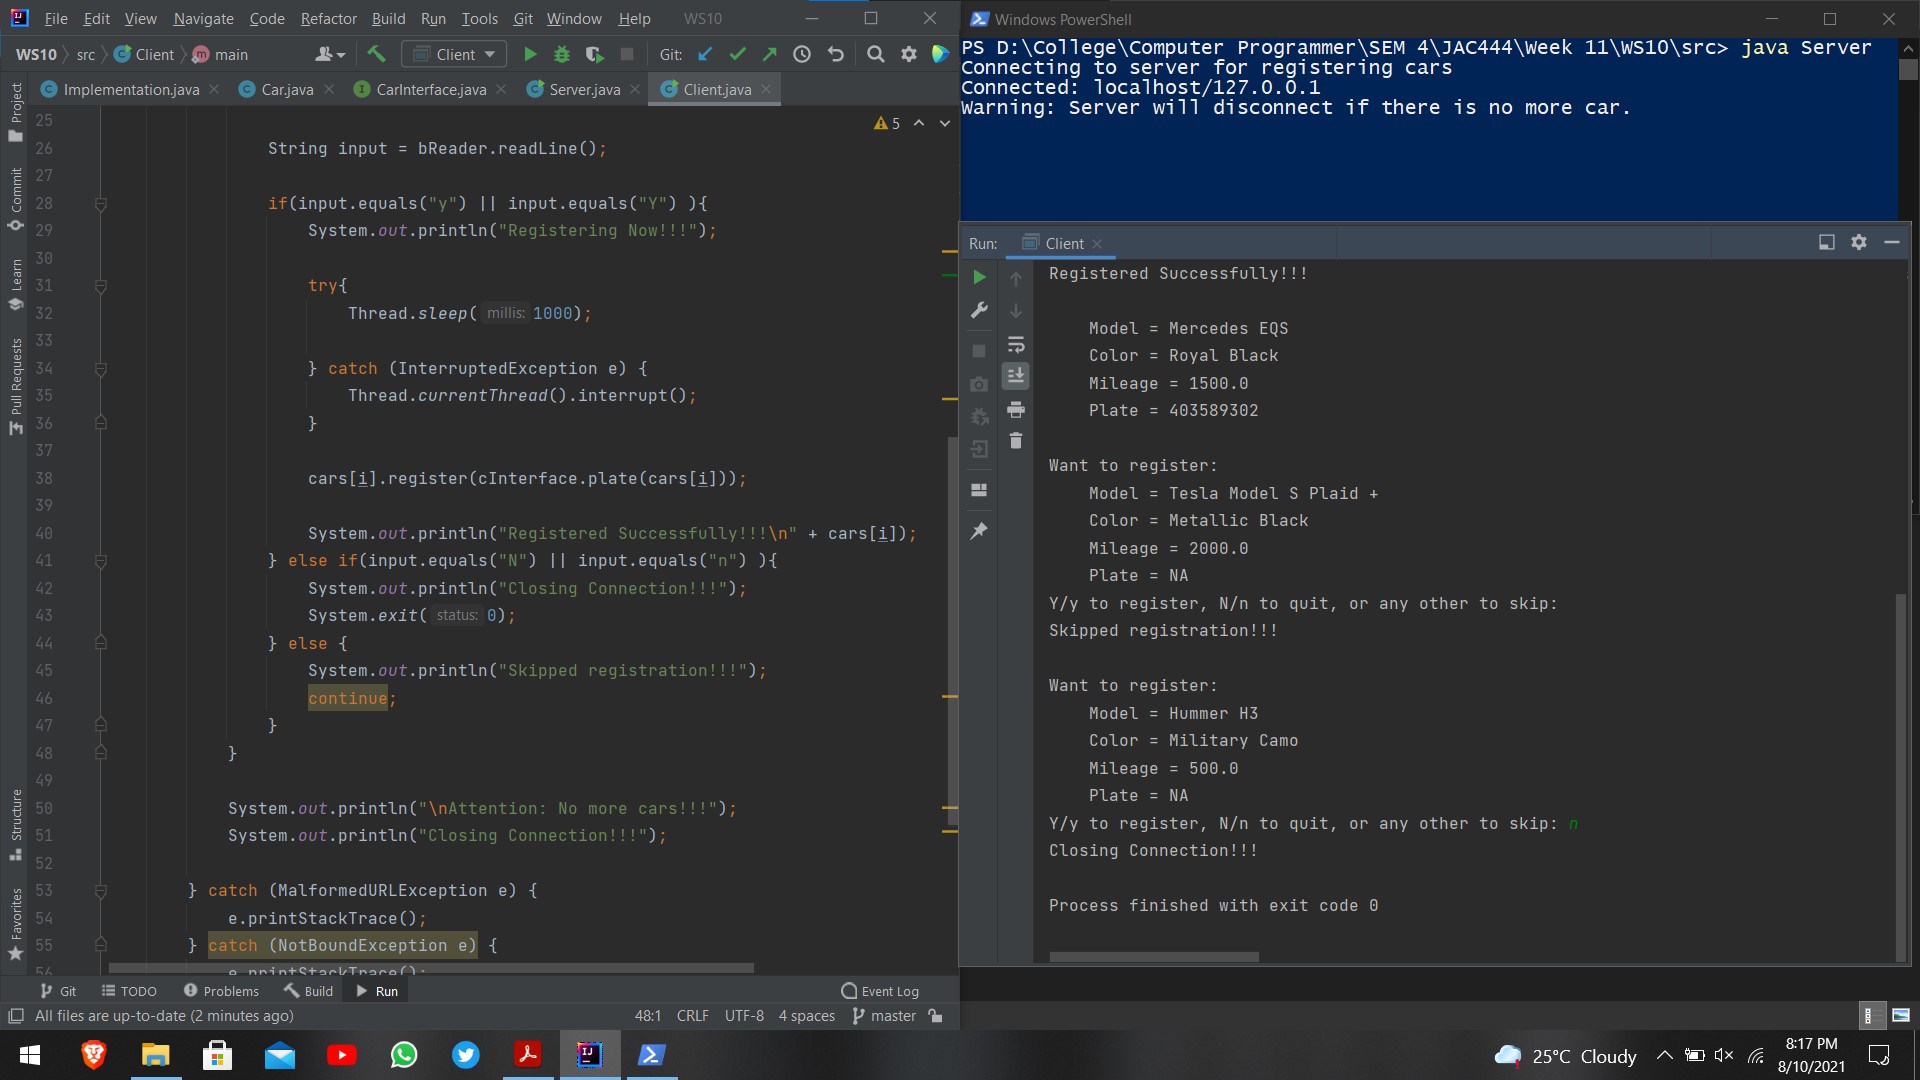 File Edit View Navigate Code Refactor Build Run Tools Git Window Help WS10
WS10 src Client main Client Git:
Implementation.java Car.java CarInterface.java Server.java Client.java
Project
Commit
Learn
Pull Requests
Structure
Favorites
5
25
26 String input = bReader.readLine();
27
28 if(input.equals("y") || input.equals("Y") ){
29 System.out.println("Registering Now!!!");
30
31 try{
32 Thread.sleep( millis: 1000);
33
34 } catch (InterruptedException e) {
35 Thread.currentThread().interrupt();
36 }
37
38 cars[i].register(cInterface.plate(cars[i]));
39
40 System.out.println("Registered Successfully!!!\n" + cars[i]);
41 } else if(input.equals("N") || input.equals("n") ){
42 System.out.println("Closing Connection!!!");
43 System.exit( status: 0);
44 } else {
45 System.out.println("Skipped registration!!!");
46 continue;
47 }
48 }
49
50 System.out.println("\nAttention: No more cars!!!");
51 System.out.println("Closing Connection!!!");
52
53 } catch (MalformedURLException e) {
54 e.printStackTrace();
55 } catch (NotBoundException e) {
56 e.printStackTrace();
Git TODO Problems Build Run Event Log
All files are up-to-date (2 minutes ago) 48:1 CRLF UTF-8 4 spaces master
Windows PowerShell
PS D:\College\Computer Programmer\SEM 4\JAC444\Week 11\WS10\src> java Server
Connecting to server for registering cars
Connected: localhost/127.0.0.1
Warning: Server will disconnect if there is no more car.
Run: Client
Registered Successfully!!!
Model = Mercedes EQS
Color = Royal Black
Mileage = 1500.0
Plate = 403589302
Want to register:
Model = Tesla Model S Plaid +
Color = Metallic Black
Mileage = 2000.0
Plate = NA
Y/y to register, N/n to quit, or any other to skip:
Skipped registration!!!
Want to register:
Model = Hummer H3
Color = Military Camo
Mileage = 500.0
Plate = NA
Y/y to register, N/n to quit, or any other to skip: n
Closing Connection!!!
Process finished with exit code 0
25°C Cloudy
8:17 PM
8/10/2021